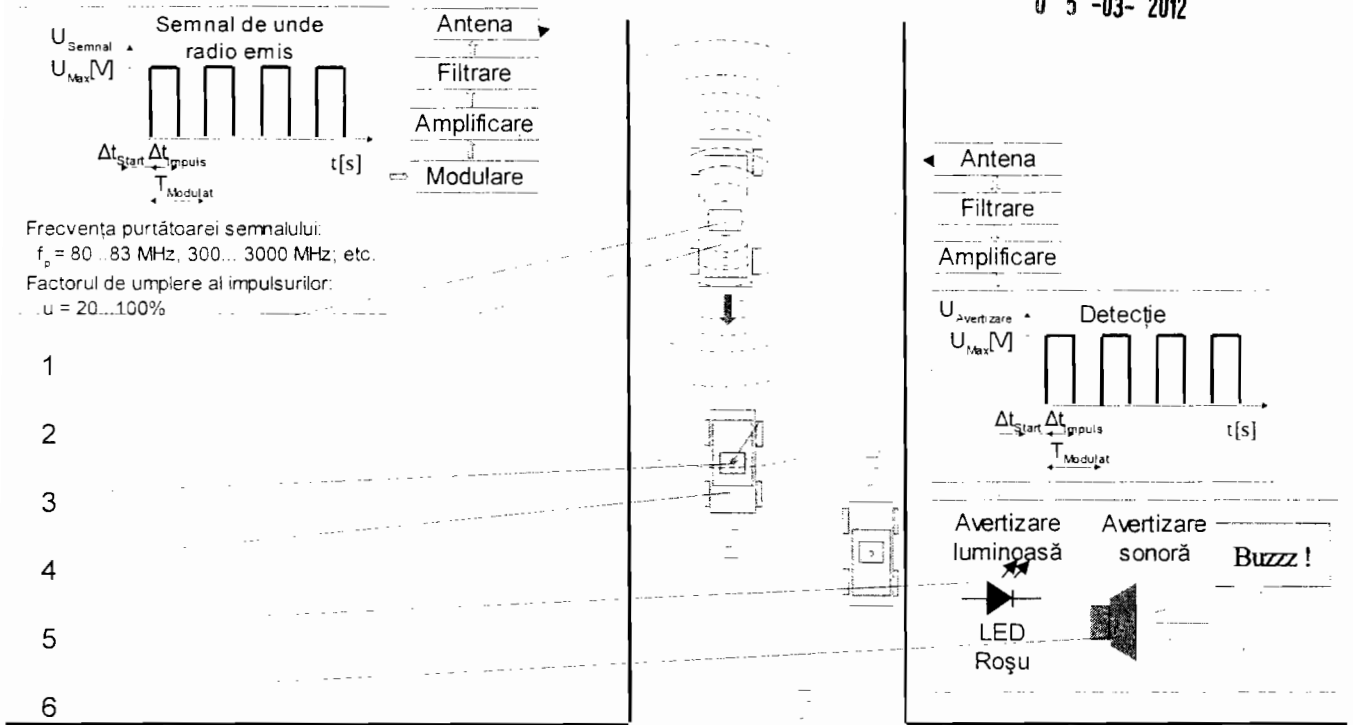 0 5 -03- 2012
Semnal de unde
radio emis
U Semnal
U Max [V]
Δt Start Δt Impuls
t[s]
T Modulat
Antena
Filtrare
Amplificare
Modulare
Frecvența purtătoarei semnalului:
f p = 80 ..83 MHz, 300... 3000 MHz; etc.
Factorul de umplere al impulsurilor:
u = 20...100%
1
2
3
4
5
6
Antena
Filtrare
Amplificare
U Avertizare
Detecție
U Max [V]
Δt Start Δt Impuls
t[s]
T Modulat
Avertizare
luminoasă
Avertizare
sonoră
Buzzz !
LED
Roșu